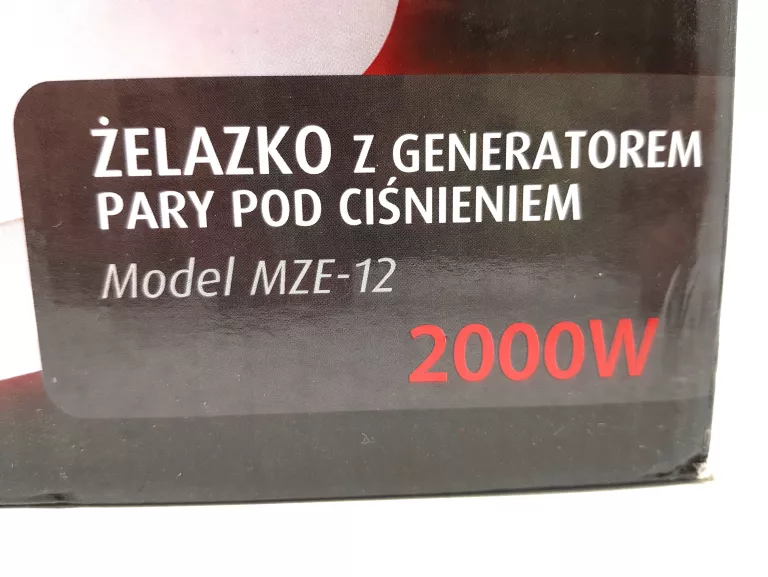 ŻELAZKO Z GENERATOREM
PARY POD CIŚNIENIEM
Model MZE-12
2000W